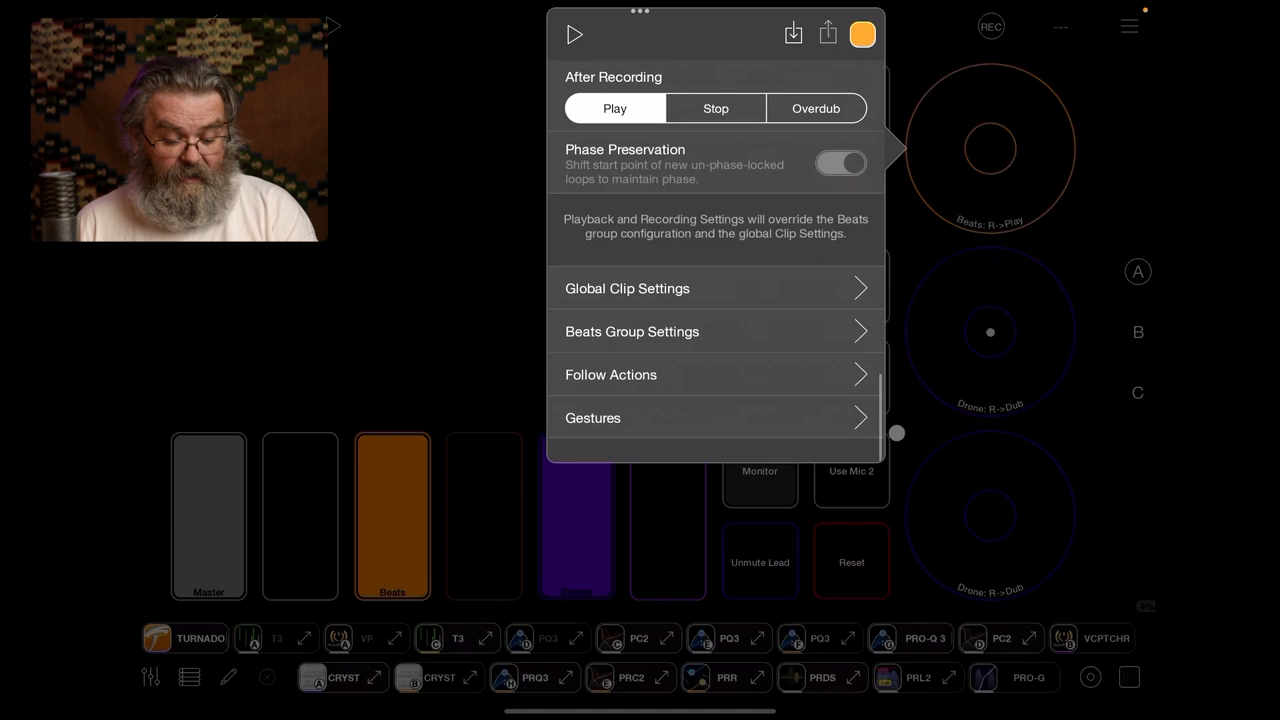 REC
---
After Recording
Play
Stop
Overdub
Phase Preservation
Shift start point of new un-phase-locked
loops to maintain phase.
Playback and Recording Settings will override the Beats
group configuration and the global Clip Settings.
Global Clip Settings
Beats Group Settings
Follow Actions
Gestures
Beats: R->Play
Drone: R->Dub
Drone: R->Dub
A
B
C
Monitor
Use Mic 2
Unmute Lead
Reset
Master
Beats
TURNADO
A
T3
A
VP
C
T3
D
PQ3
C
PC2
E
PQ3
F
PQ3
G
PRO-Q 3
D
PC2
B
VCPTCHR
A
CRYST
B
CRYST
H
PRQ3
E
PRC2
PRR
PRDS
PRL2
PRO-G